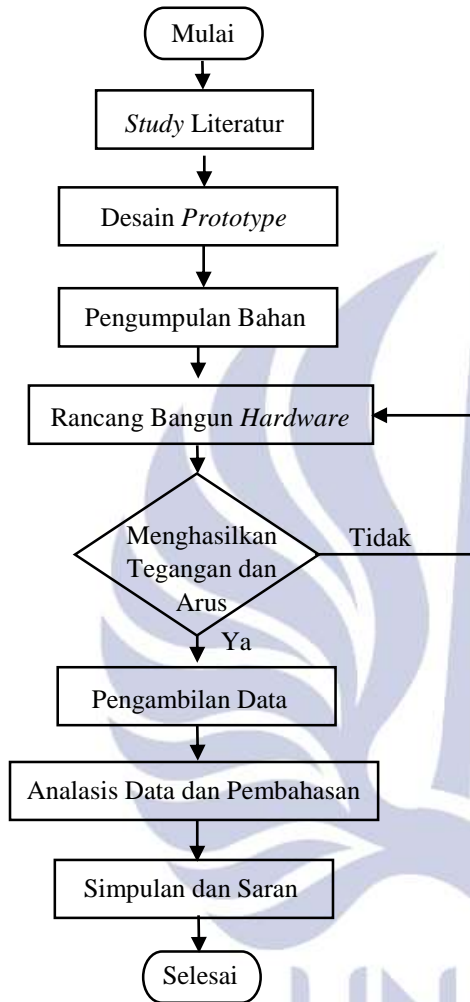 Mulai
Study Literatur
Desain Prototype
Pengumpulan Bahan
Rancang Bangun Hardware
Menghasilkan
Tegangan dan
Arus
Tidak
Ya
Pengambilan Data
Analasis Data dan Pembahasan
Simpulan dan Saran
Selesai
UN